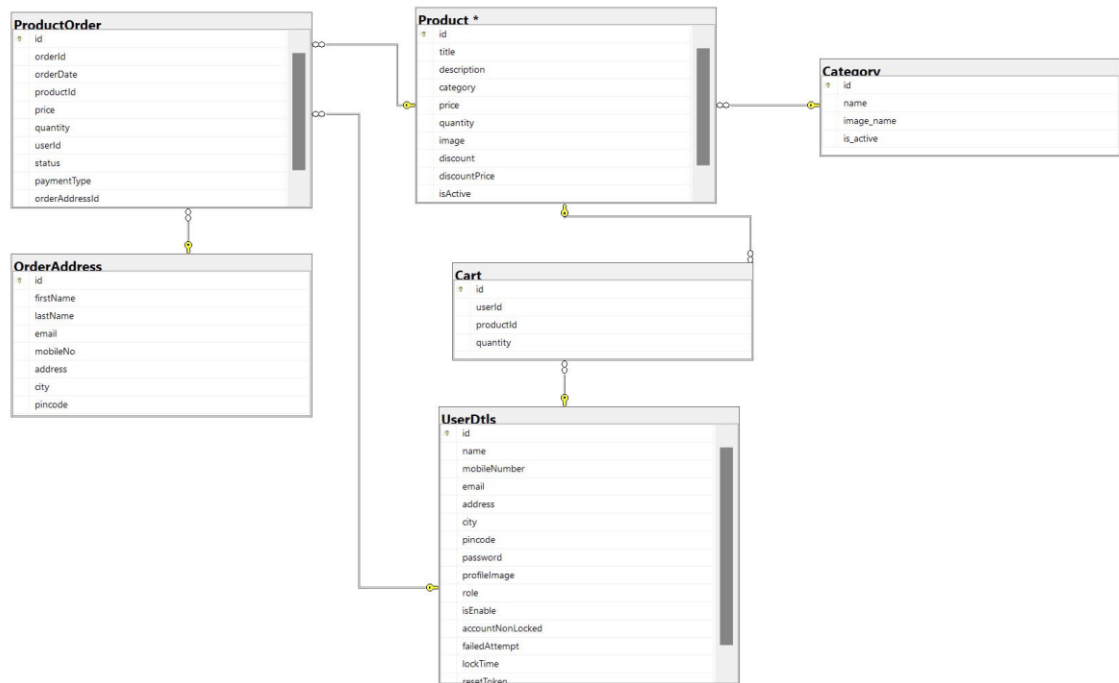 ProductOrder
id
orderId
orderDate
productId
price
quantity
userId
status
paymentType
orderAddressId
Product *
id
title
description
category
price
quantity
image
discount
discountPrice
isActive
Category
id
name
image_name
is_active
OrderAddress
id
firstName
lastName
email
mobileNo
address
city
pincode
Cart
id
userId
productId
quantity
UserDtls
id
name
mobileNumber
email
address
city
pincode
password
profileImage
role
isEnable
accountNonLocked
failedAttempt
lockTime
resetToken